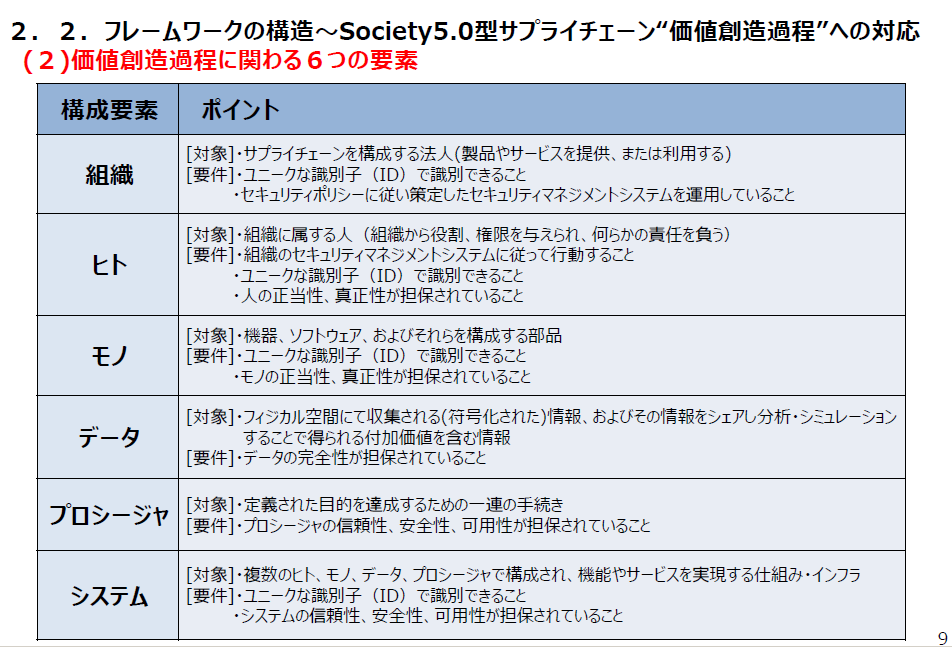 ２．２．フレームワークの構造～Society5.0型サプライチェーン“価値創造過程”への対応
(２)価値創造過程に関わる６つの要素
構成要素 ポイント
組織
[対象]・サプライチェーンを構成する法人(製品やサービスを提供、または利用する)
[要件]・ユニークな識別子（ID）で識別できること
・セキュリティポリシーに従い策定したセキュリティマネジメントシステムを運用していること
ヒト
[対象]・組織に属する人（組織から役割、権限を与えられ、何らかの責任を負う）
[要件]・組織のセキュリティマネジメントシステムに従って行動すること
・ユニークな識別子（ID）で識別できること
・人の正当性、真正性が担保されていること
モノ
[対象]・機器、ソフトウェア、およびそれらを構成する部品
[要件]・ユニークな識別子（ID）で識別できること
・モノの正当性、真正性が担保されていること
データ
[対象]・フィジカル空間にて収集される(符号化された)情報、およびその情報をシェアし分析・シミュレーション
することで得られる付加価値を含む情報
[要件]・データの完全性が担保されていること
プロシージャ
[対象]・定義された目的を達成するための一連の手続き
[要件]・プロシージャの信頼性、安全性、可用性が担保されていること
システム
[対象]・複数のヒト、モノ、データ、プロシージャで構成され、機能やサービスを実現する仕組み・インフラ
[要件]・ユニークな識別子（ID）で識別できること
・システムの信頼性、安全性、可用性が担保されていること
9